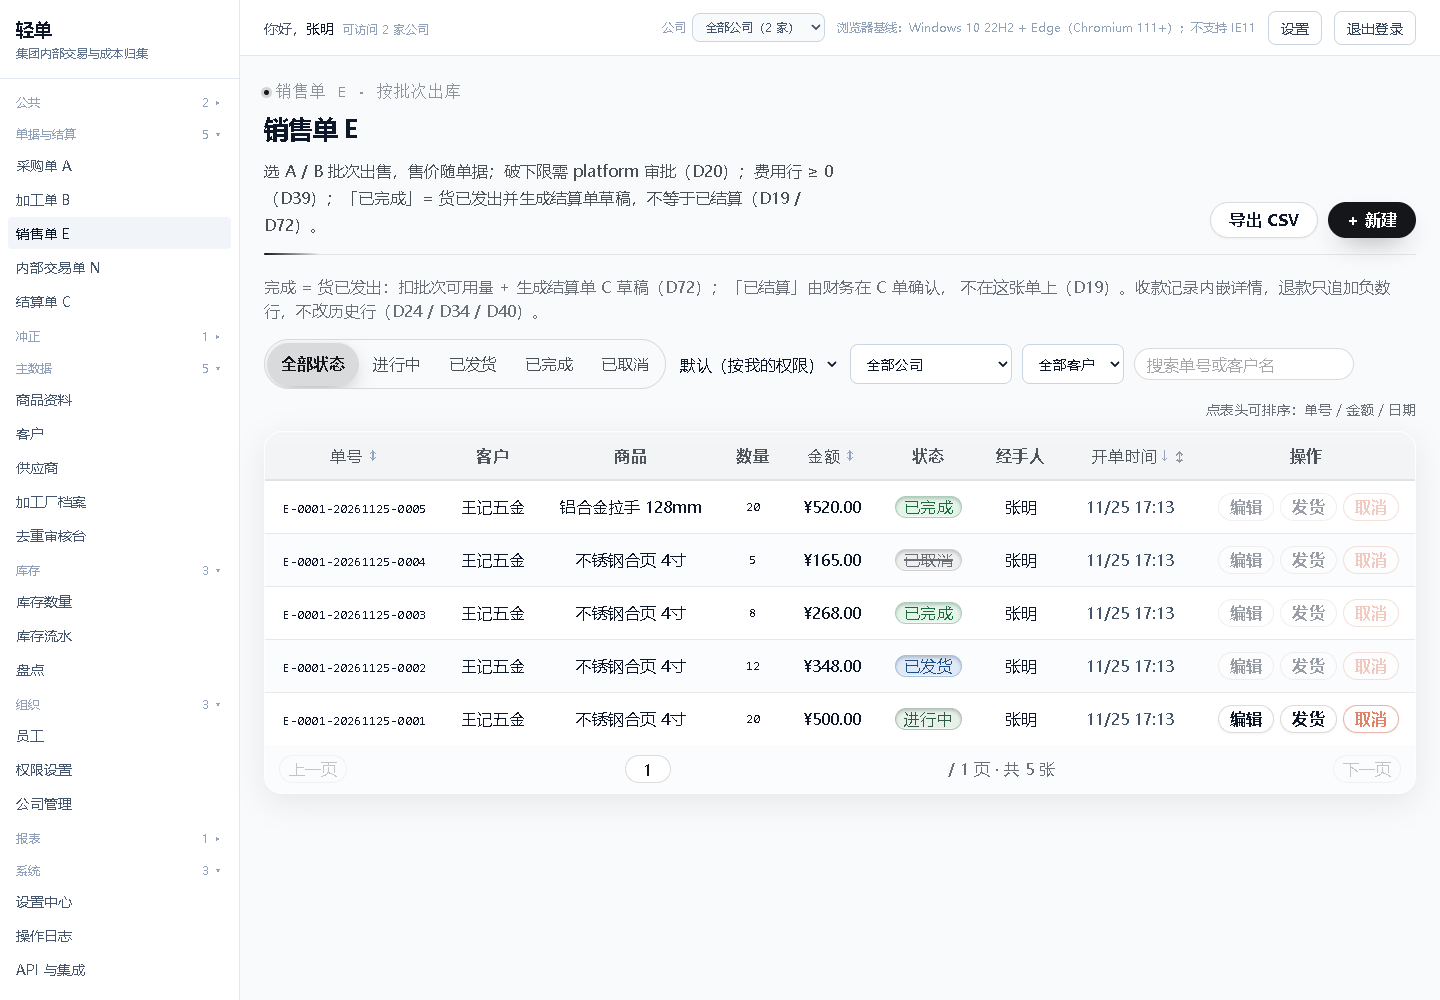 轻单
集团内部交易与成本归集
公共 2 ▸
单据与结算 5 ▾
采购单 A
加工单 B
销售单 E
内部交易单 N
结算单 C
冲正 1 ▸
主数据 5 ▾
商品资料
客户
供应商
加工厂档案
去重审核台
库存 3 ▾
库存数量
库存流水
盘点
组织 3 ▾
员工
权限设置
公司管理
报表 1 ▸
系统 3 ▾
设置中心
操作日志
API 与集成
你好，张明 可访问 2 家公司
公司 全部公司（2 家） 浏览器基线：Windows 10 22H2 + Edge（Chromium 111+）；不支持 IE11 设置 退出登录
销售单 E - 按批次出库
销售单 E
选 A / B 批次出售，售价随单据；破下限需 platform 审批（D20）；费用行 ≥ 0
（D39）；「已完成」= 货已发出并生成结算单草稿，不等于已结算（D19 /
D72）。
导出 CSV + 新建
完成 = 货已发出：扣批次可用量 + 生成结算单 C 草稿（D72）；「已结算」由财务在 C 单确认， 不在这张单上（D19）。收款记录内嵌详情，退款只追加负数
行，不改历史行（D24 / D34 / D40）。
全部状态 进行中 已发货 已完成 已取消 默认（按我的权限） 全部公司 全部客户 搜索单号或客户名
点表头可排序：单号 / 金额 / 日期
单号 ↕ 客户 商品 数量 金额 ↕ 状态 经手人 开单时间 ↓ ↕ 操作
E-0001-20261125-0005 王记五金 铝合金拉手 128mm 20 ¥520.00 已完成 张明 11/25 17:13 编辑 发货 取消
E-0001-20261125-0004 王记五金 不锈钢合页 4寸 5 ¥165.00 已取消 张明 11/25 17:13 编辑 发货 取消
E-0001-20261125-0003 王记五金 不锈钢合页 4寸 8 ¥268.00 已完成 张明 11/25 17:13 编辑 发货 取消
E-0001-20261125-0002 王记五金 不锈钢合页 4寸 12 ¥348.00 已发货 张明 11/25 17:13 编辑 发货 取消
E-0001-20261125-0001 王记五金 不锈钢合页 4寸 20 ¥500.00 进行中 张明 11/25 17:13 编辑 发货 取消
上一页 1 / 1 页 · 共 5 张 下一页